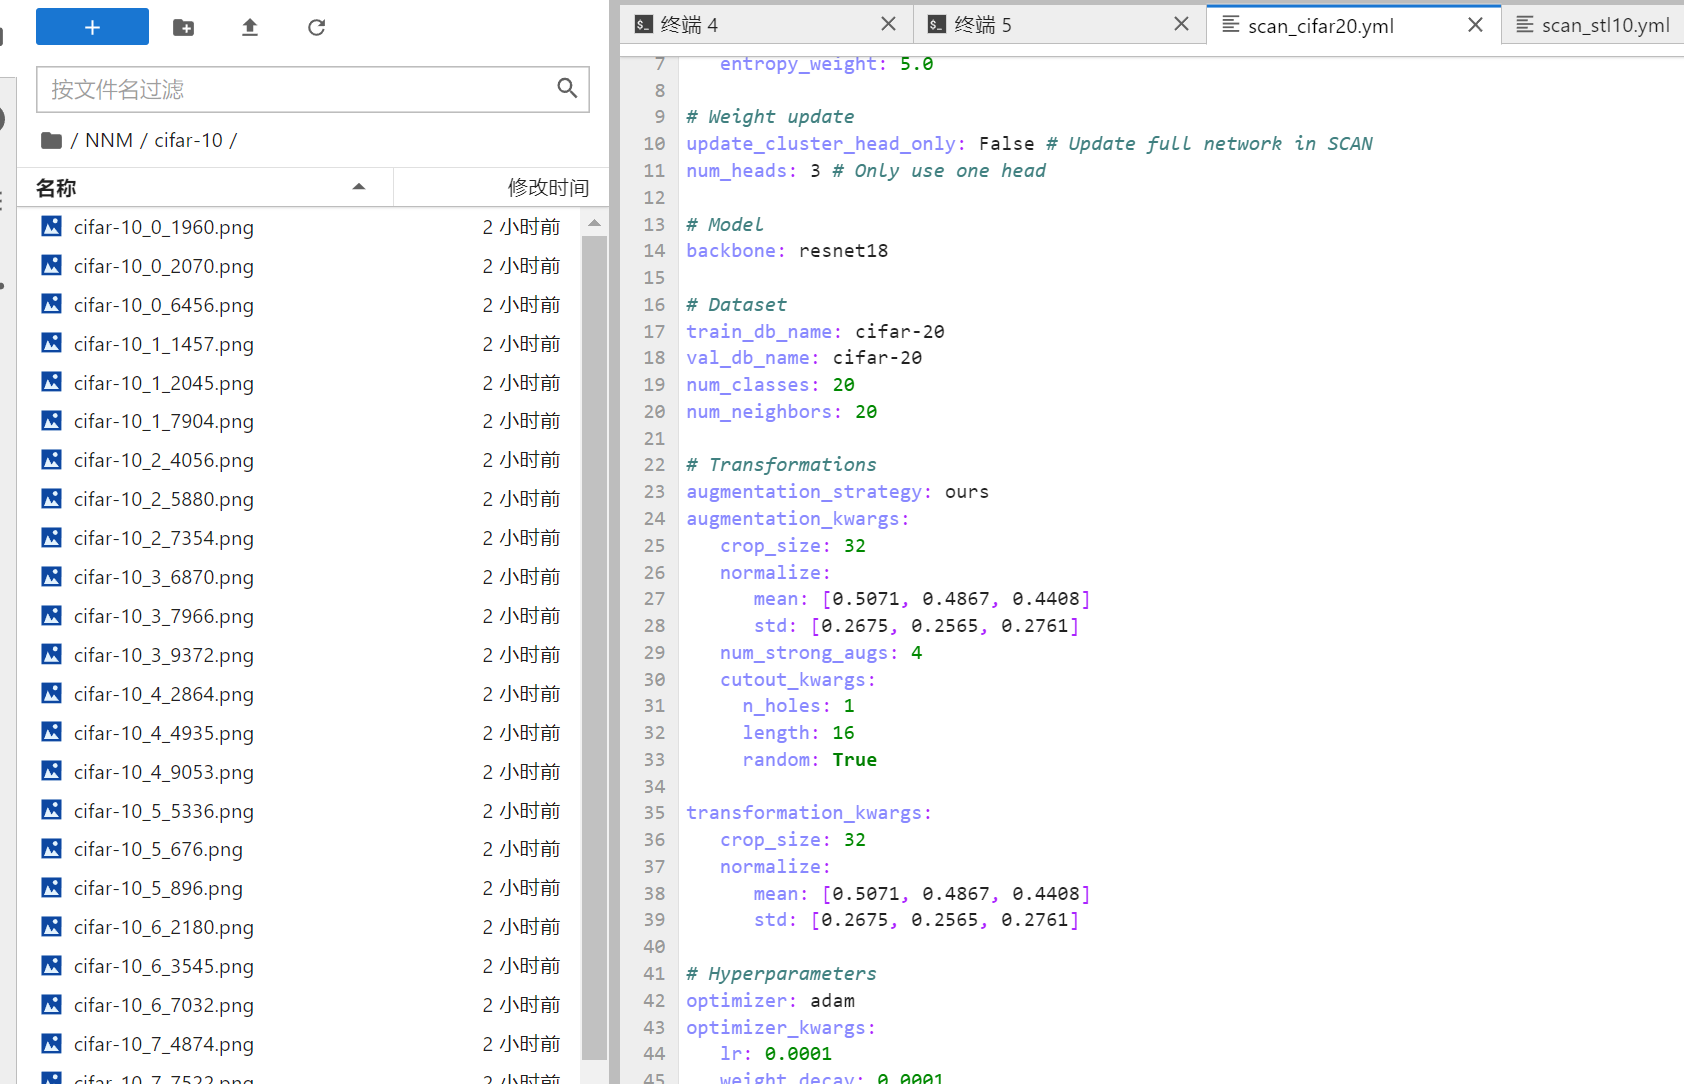 +
按文件名过滤
/ NNM / cifar-10 /
名称 修改时间
cifar-10_0_1960.png 2 小时前
cifar-10_0_2070.png 2 小时前
cifar-10_0_6456.png 2 小时前
cifar-10_1_1457.png 2 小时前
cifar-10_1_2045.png 2 小时前
cifar-10_1_7904.png 2 小时前
cifar-10_2_4056.png 2 小时前
cifar-10_2_5880.png 2 小时前
cifar-10_2_7354.png 2 小时前
cifar-10_3_6870.png 2 小时前
cifar-10_3_7966.png 2 小时前
cifar-10_3_9372.png 2 小时前
cifar-10_4_2864.png 2 小时前
cifar-10_4_4935.png 2 小时前
cifar-10_4_9053.png 2 小时前
cifar-10_5_5336.png 2 小时前
cifar-10_5_676.png 2 小时前
cifar-10_5_896.png 2 小时前
cifar-10_6_2180.png 2 小时前
cifar-10_6_3545.png 2 小时前
cifar-10_6_7032.png 2 小时前
cifar-10_7_4874.png 2 小时前
cifar-10_7_7522.png 2 小时前
终端 4 终端 5 scan_cifar20.yml scan_stl10.yml
7 entropy_weight: 5.0
8
9 # Weight update
10 update_cluster_head_only: False # Update full network in SCAN
11 num_heads: 3 # Only use one head
12
13 # Model
14 backbone: resnet18
15
16 # Dataset
17 train_db_name: cifar-20
18 val_db_name: cifar-20
19 num_classes: 20
20 num_neighbors: 20
21
22 # Transformations
23 augmentation_strategy: ours
24 augmentation_kwargs:
25 crop_size: 32
26 normalize:
27 mean: [0.5071, 0.4867, 0.4408]
28 std: [0.2675, 0.2565, 0.2761]
29 num_strong_augs: 4
30 cutout_kwargs:
31 n_holes: 1
32 length: 16
33 random: True
34
35 transformation_kwargs:
36 crop_size: 32
37 normalize:
38 mean: [0.5071, 0.4867, 0.4408]
39 std: [0.2675, 0.2565, 0.2761]
40
41 # Hyperparameters
42 optimizer: adam
43 optimizer_kwargs:
44 lr: 0.0001
45 weight_decay: 0.0001